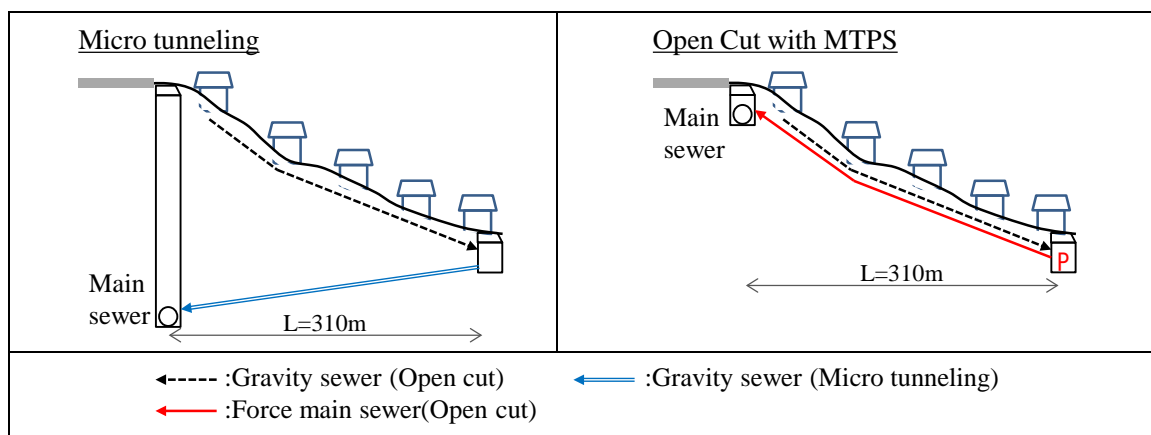 Micro tunneling
Main
sewer
L=310m
Open Cut with MTPS
Main
sewer
P
L=310m
:Gravity sewer (Open cut)
:Gravity sewer (Micro tunneling)
:Force main sewer(Open cut)